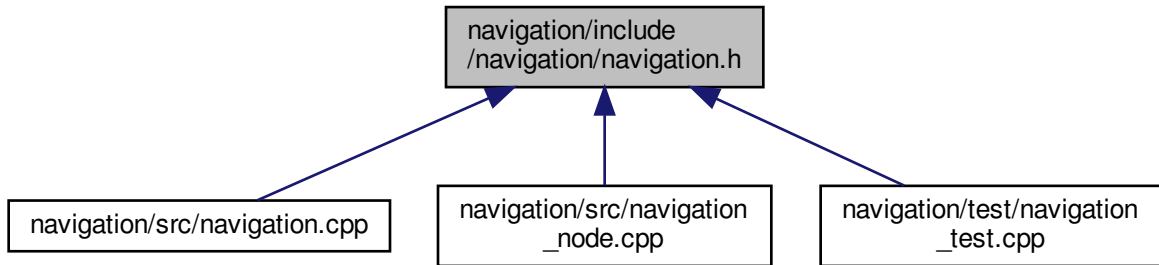 navigation/include
/navigation/navigation.h
navigation/src/navigation.cpp
navigation/src/navigation
_node.cpp
navigation/test/navigation
_test.cpp